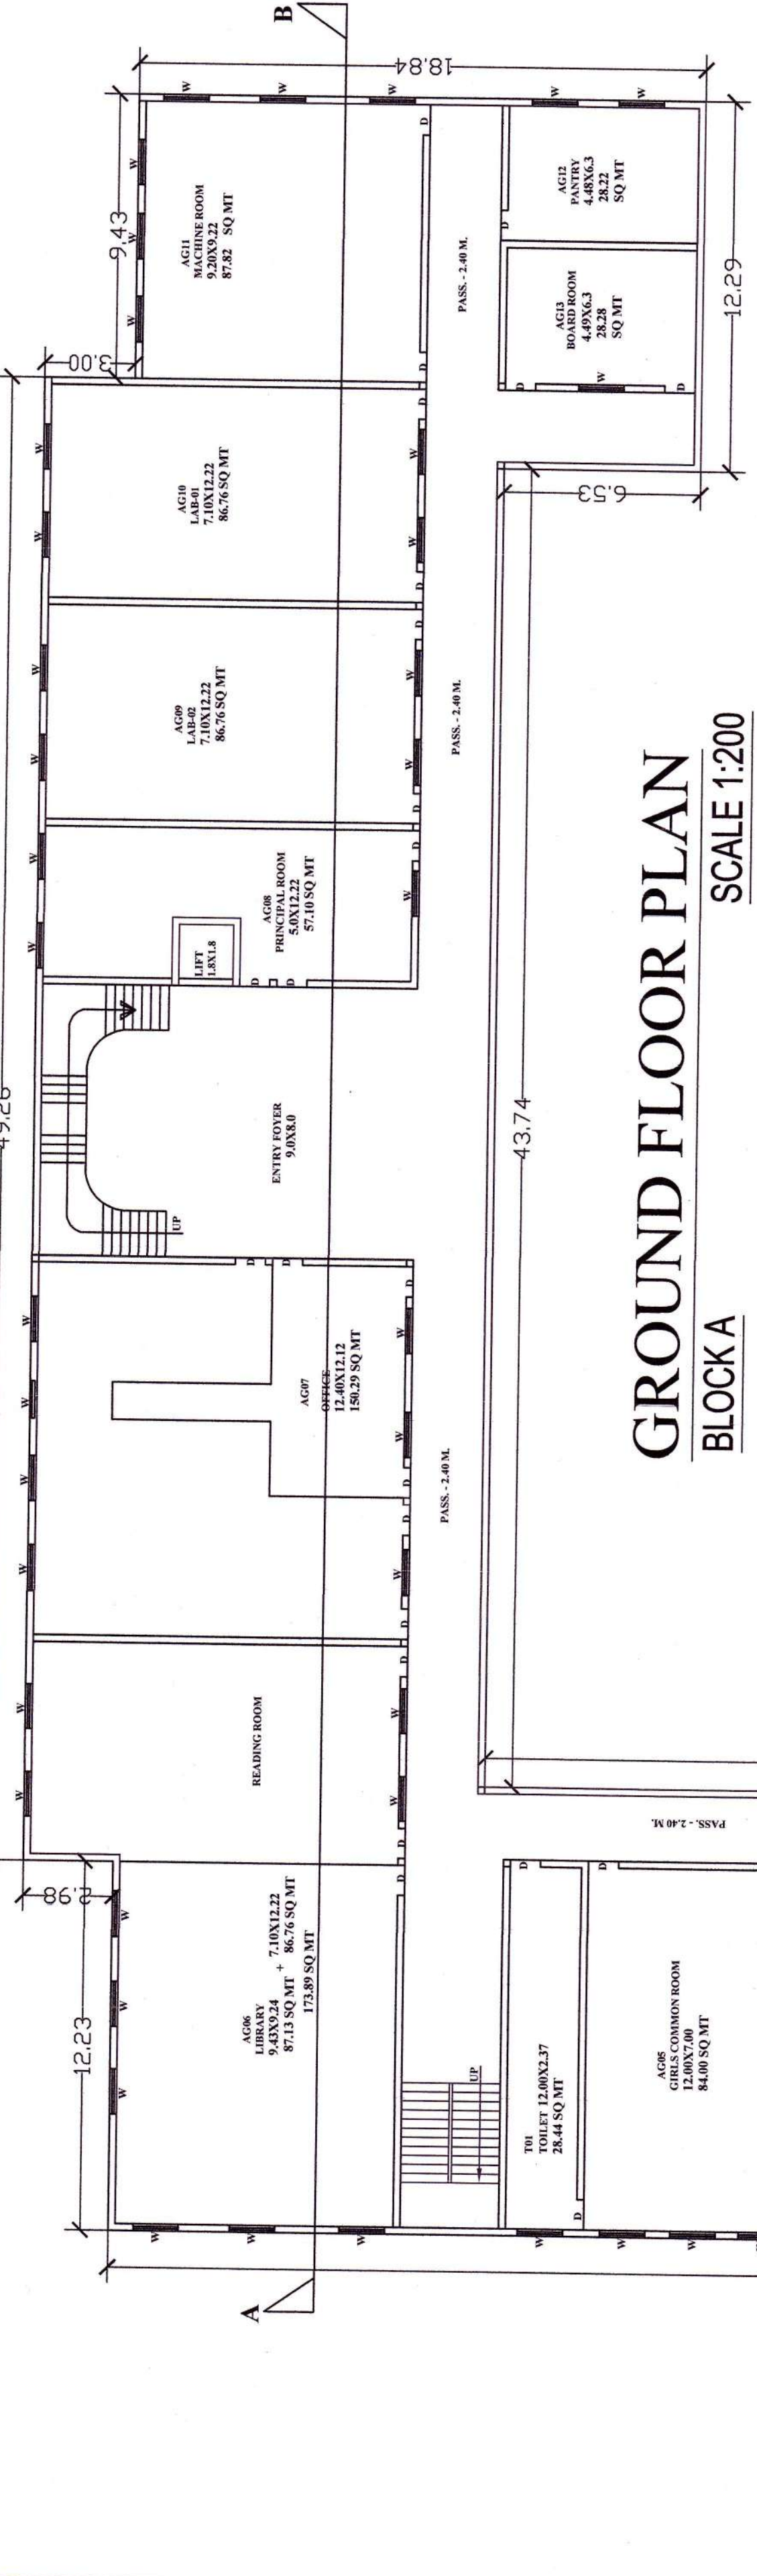 B
18.84
9.43
3.00
49.26
W
W
W
W
W
W
W
W
AG11
MACHINE ROOM
9.20X9.22
87.82 SQ MT
D
D
PASS. - 2.40 M.
D
AG12
PANTRY
4.48X6.3
28.22
SQ MT
AG13
BOARD ROOM
4.49X6.3
28.28
SQ MT
D
W
D
12.29
6.53
W
W
AG10
LAB-01
7.10X12.22
86.76 SQ MT
D
W
W
D
W
W
AG09
LAB-02
7.10X12.22
86.76 SQ MT
D
W
W
D
PASS. - 2.40 M.
W
W
LIFT
1.8X1.8
AG08
PRINCIPAL ROOM
5.0X12.22
57.10 SQ MT
D
W
D
D
UP
ENTRY FOYER
9.0X8.0
43.74
W
W
W
W
D
D
AG07
OFFICE
12.40X12.12
150.29 SQ MT
D
W
W
D
D
W
D
PASS. - 2.40 M.
W
W
READING ROOM
D
W
W
D
2.98
12.23
W
W
W
AG06
LIBRARY
9.43X9.24 + 7.10X12.22
87.13 SQ MT 86.76 SQ MT
173.89 SQ MT
D
W
W
W
UP
PASS. - 2.40 M.
D
T01
TOILET 12.00X2.37
28.44 SQ MT
D
W
D
AG05
GIRLS COMMON ROOM
12.00X7.00
84.00 SQ MT
W
W
A
GROUND FLOOR PLAN
BLOCK A
SCALE 1:200